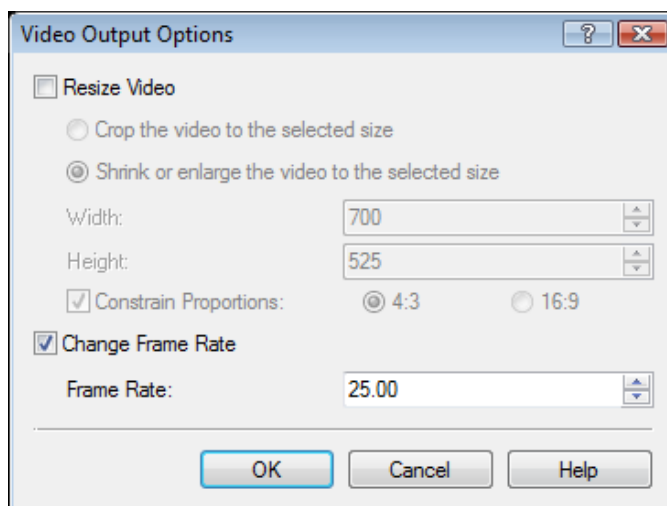 Video Output Options
Resize Video
Crop the video to the selected size
Shrink or enlarge the video to the selected size
Width: 700
Height: 525
Constrain Proportions: 4:3 16:9
Change Frame Rate
Frame Rate: 25.00
OK Cancel Help